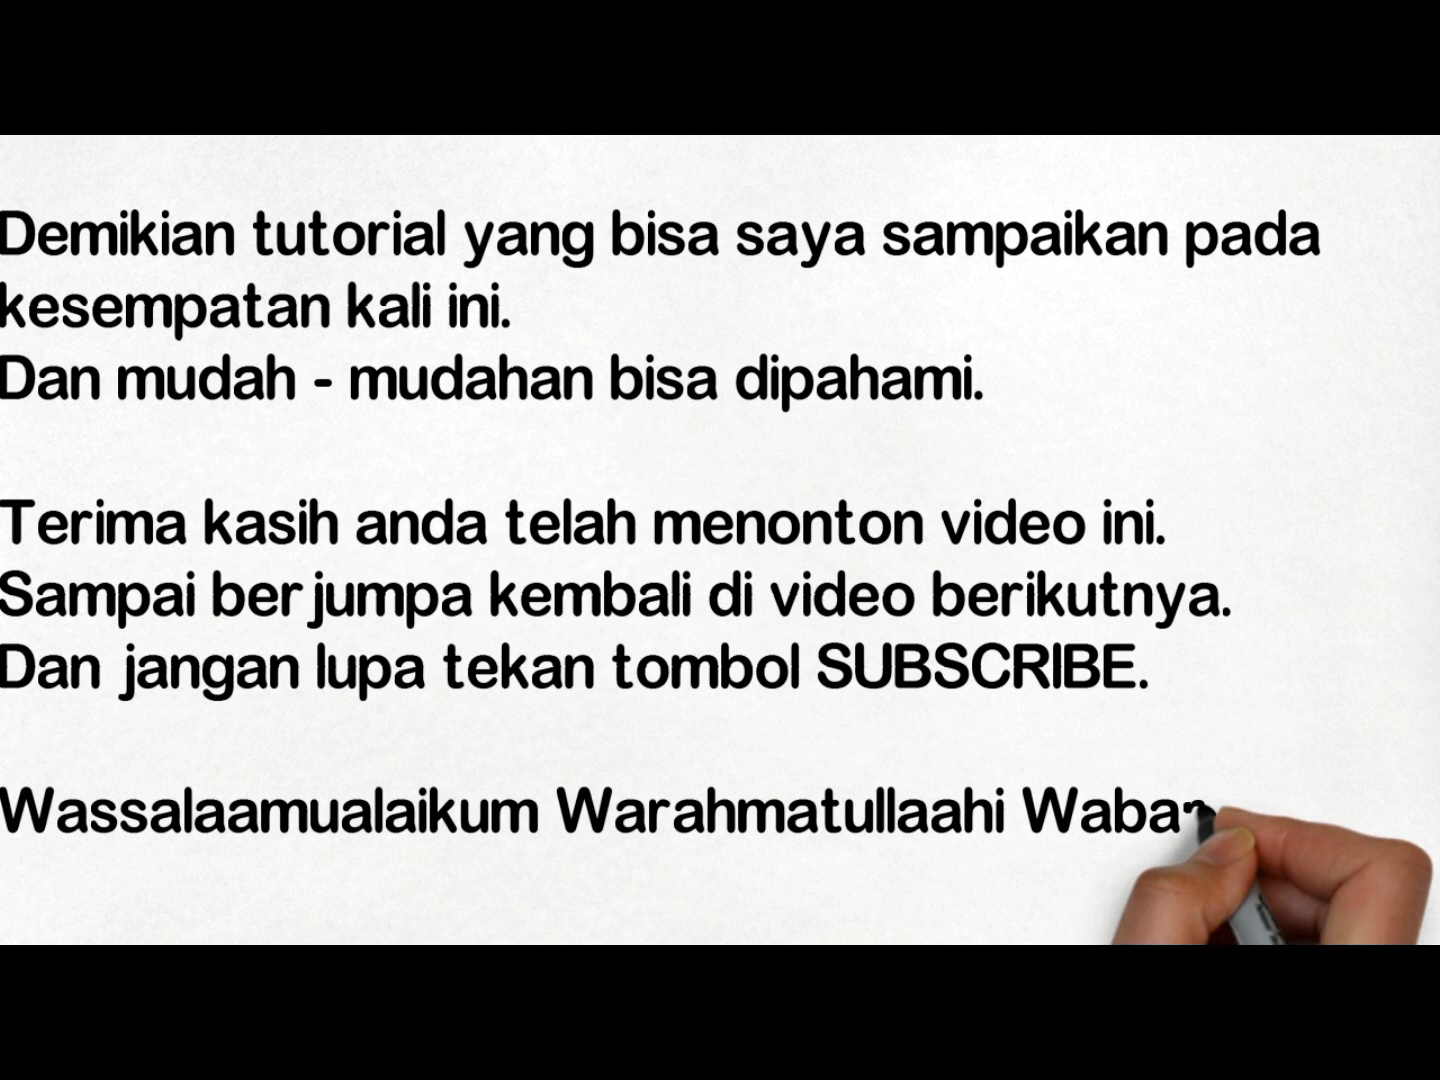 Demikian tutorial yang bisa saya sampaikan pada
kesempatan kali ini.
Dan mudah - mudahan bisa dipahami.
Terima kasih anda telah menonton video ini.
Sampai berjumpa kembali di video berikutnya.
Dan jangan lupa tekan tombol SUBSCRIBE.
Wassalaamualaikum Warahmatullaahi